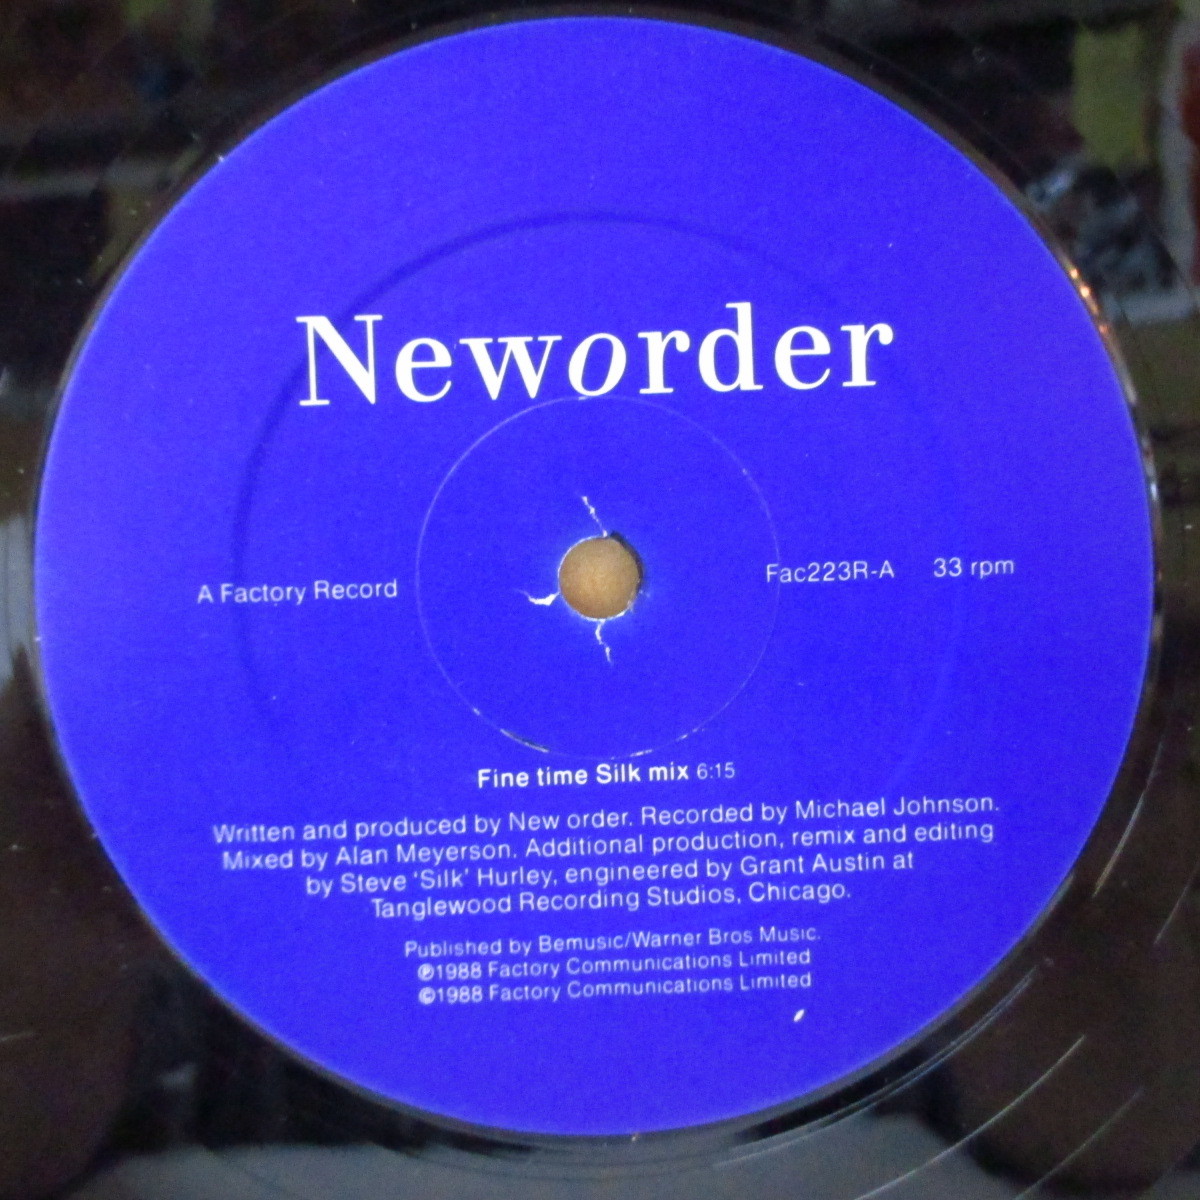 Neworder
A Factory Record
Fac223R-A 33 rpm
Fine time Silk mix 6:15
Written and produced by New order. Recorded by Michael Johnson.
Mixed by Alan Meyerson. Additional production, remix and editing
by Steve ‘Silk’ Hurley, engineered by Grant Austin at
Tanglewood Recording Studios, Chicago.
Published by Bemusic/Warner Bros Music.
℗1988 Factory Communications Limited
©1988 Factory Communications Limited